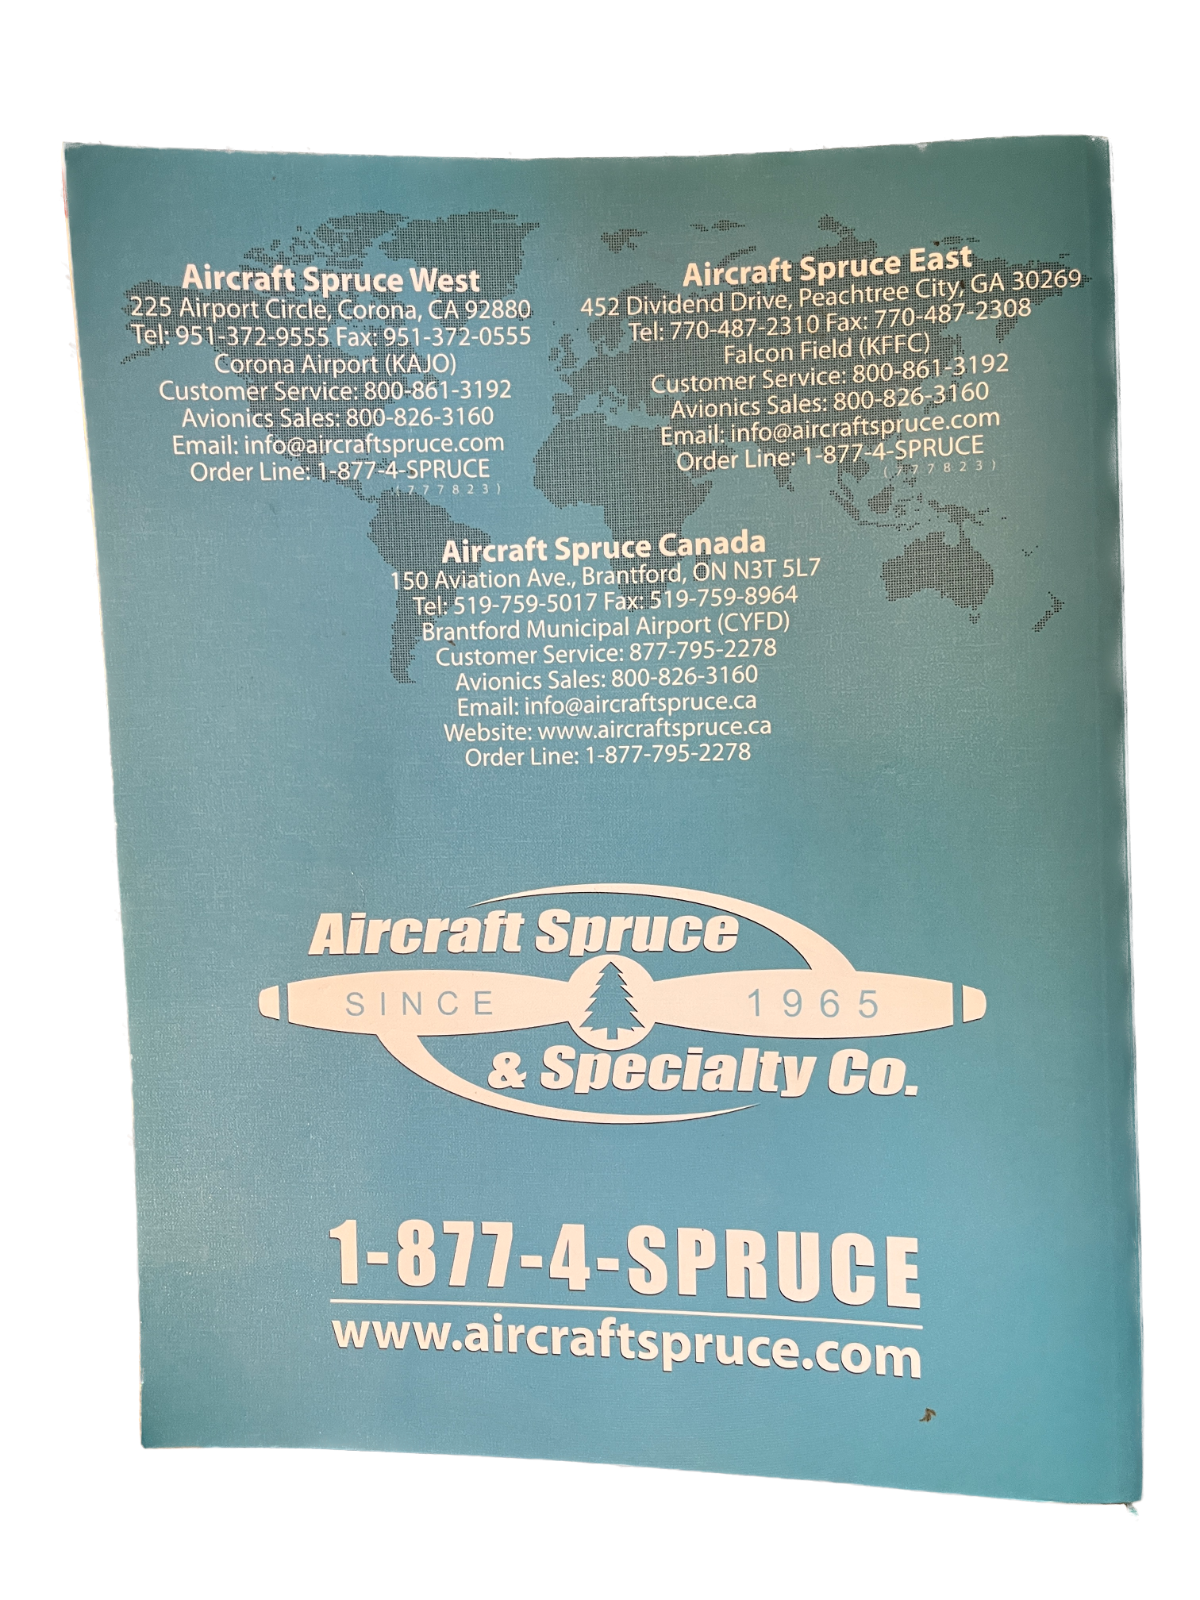 Aircraft Spruce West
225 Airport Circle, Corona, CA 92880
Tel: 951-372-9555 Fax: 951-372-0555
Corona Airport (KAJO)
Customer Service: 800-861-3192
Avionics Sales: 800-826-3160
Email: info@aircraftspruce.com
Order Line: 1-877-4-SPRUCE
(777823)
Aircraft Spruce East
452 Dividend Drive, Peachtree City, GA 30269
Tel: 770-487-2310 Fax: 770-487-2308
Falcon Field (KFFC)
Customer Service: 800-861-3192
Avionics Sales: 800-826-3160
Email: info@aircraftspruce.com
Order Line: 1-877-4-SPRUCE
(777823)
Aircraft Spruce Canada
150 Aviation Ave., Brantford, ON N3T 5L7
Tel: 519-759-5017 Fax: 519-759-8964
Brantford Municipal Airport (CYFD)
Customer Service: 877-795-2278
Avionics Sales: 800-826-3160
Email: info@aircraftspruce.ca
Website: www.aircraftspruce.ca
Order Line: 1-877-795-2278
Aircraft Spruce
SINCE 1965
& Specialty Co.
1-877-4-SPRUCE
www.aircraftspruce.com